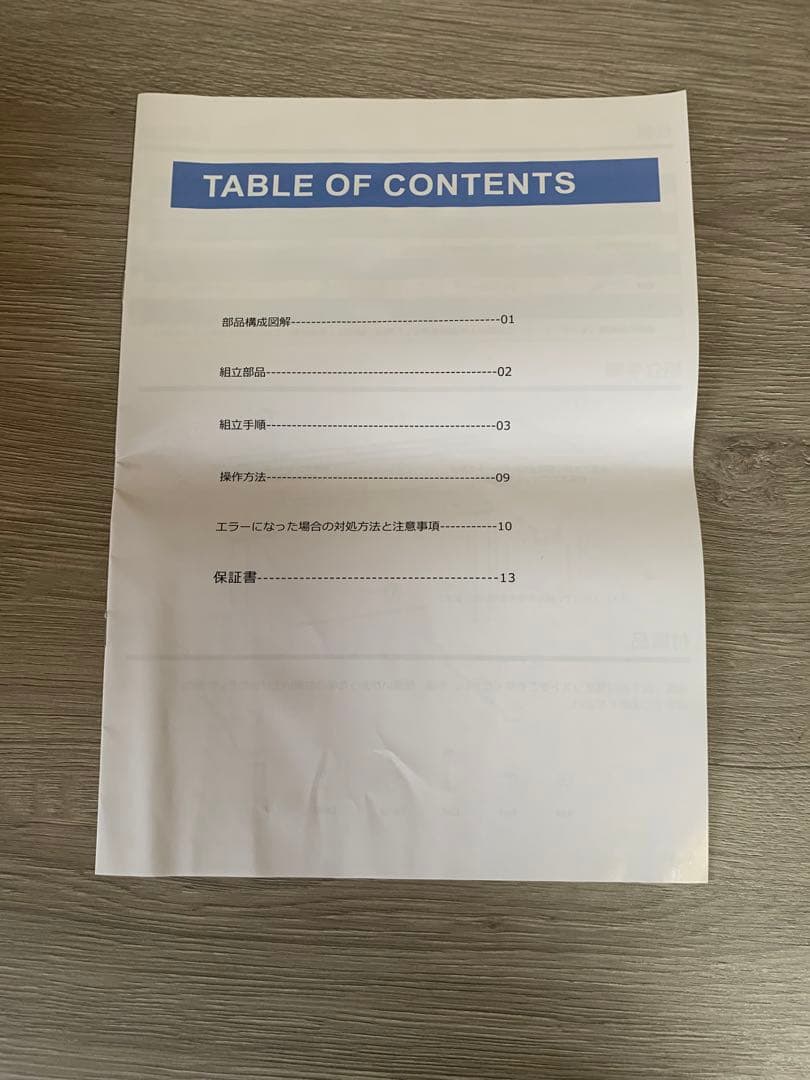 TABLE OF CONTENTS
部品構成図解------------------------------------------01
組立部品----------------------------------------------02
組立手順----------------------------------------------03
操作方法----------------------------------------------09
エラーになった場合の対処方法と注意事項-----------10
保証書----------------------------------------13